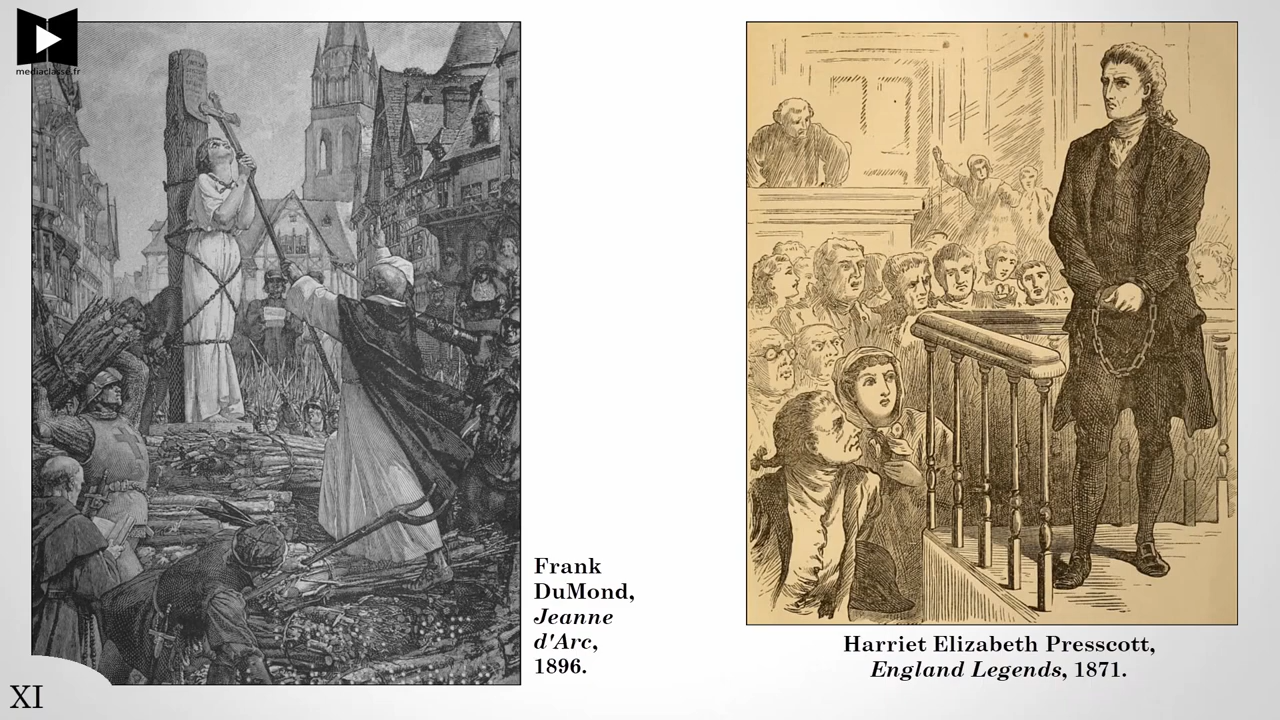 mediaclasse.fr
Frank
DuMond,
Jeanne
d'Arc,
1896.
Harriet Elizabeth Presscott,
England Legends, 1871.
XI